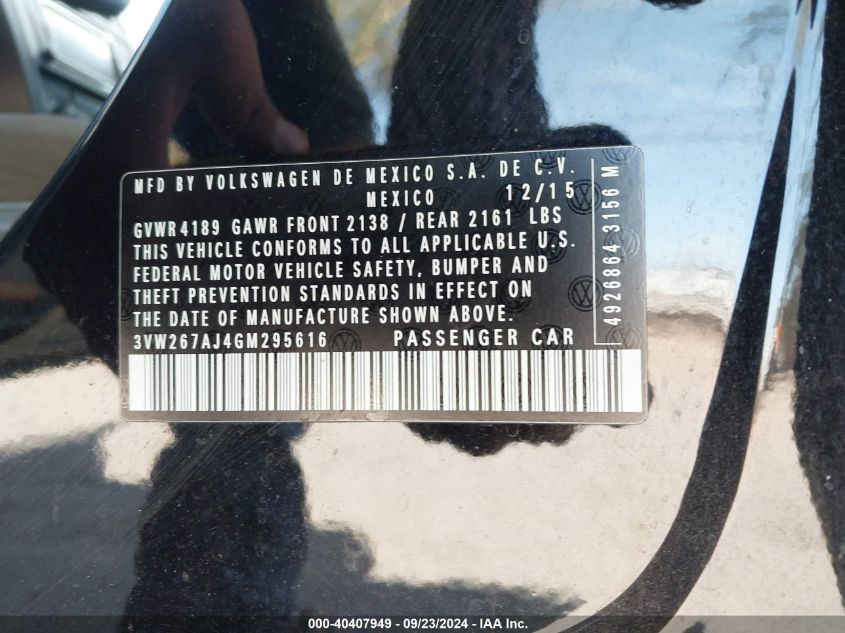 MFD BY VOLKSWAGEN DE MEXICO S.A. DE C.V.
MEXICO 12/15
GVWR 4189 GAWR FRONT 2138 / REAR 2161 LBS
THIS VEHICLE CONFORMS TO ALL APPLICABLE U.S.
FEDERAL MOTOR VEHICLE SAFETY, BUMPER AND
THEFT PREVENTION STANDARDS IN EFFECT ON
THE DATE OF MANUFACTURE SHOWN ABOVE.
3VW267AJ4GM295616 PASSENGER CAR
4926864 3156 M
000-40407949 - 09/23/2024 - IAA Inc.